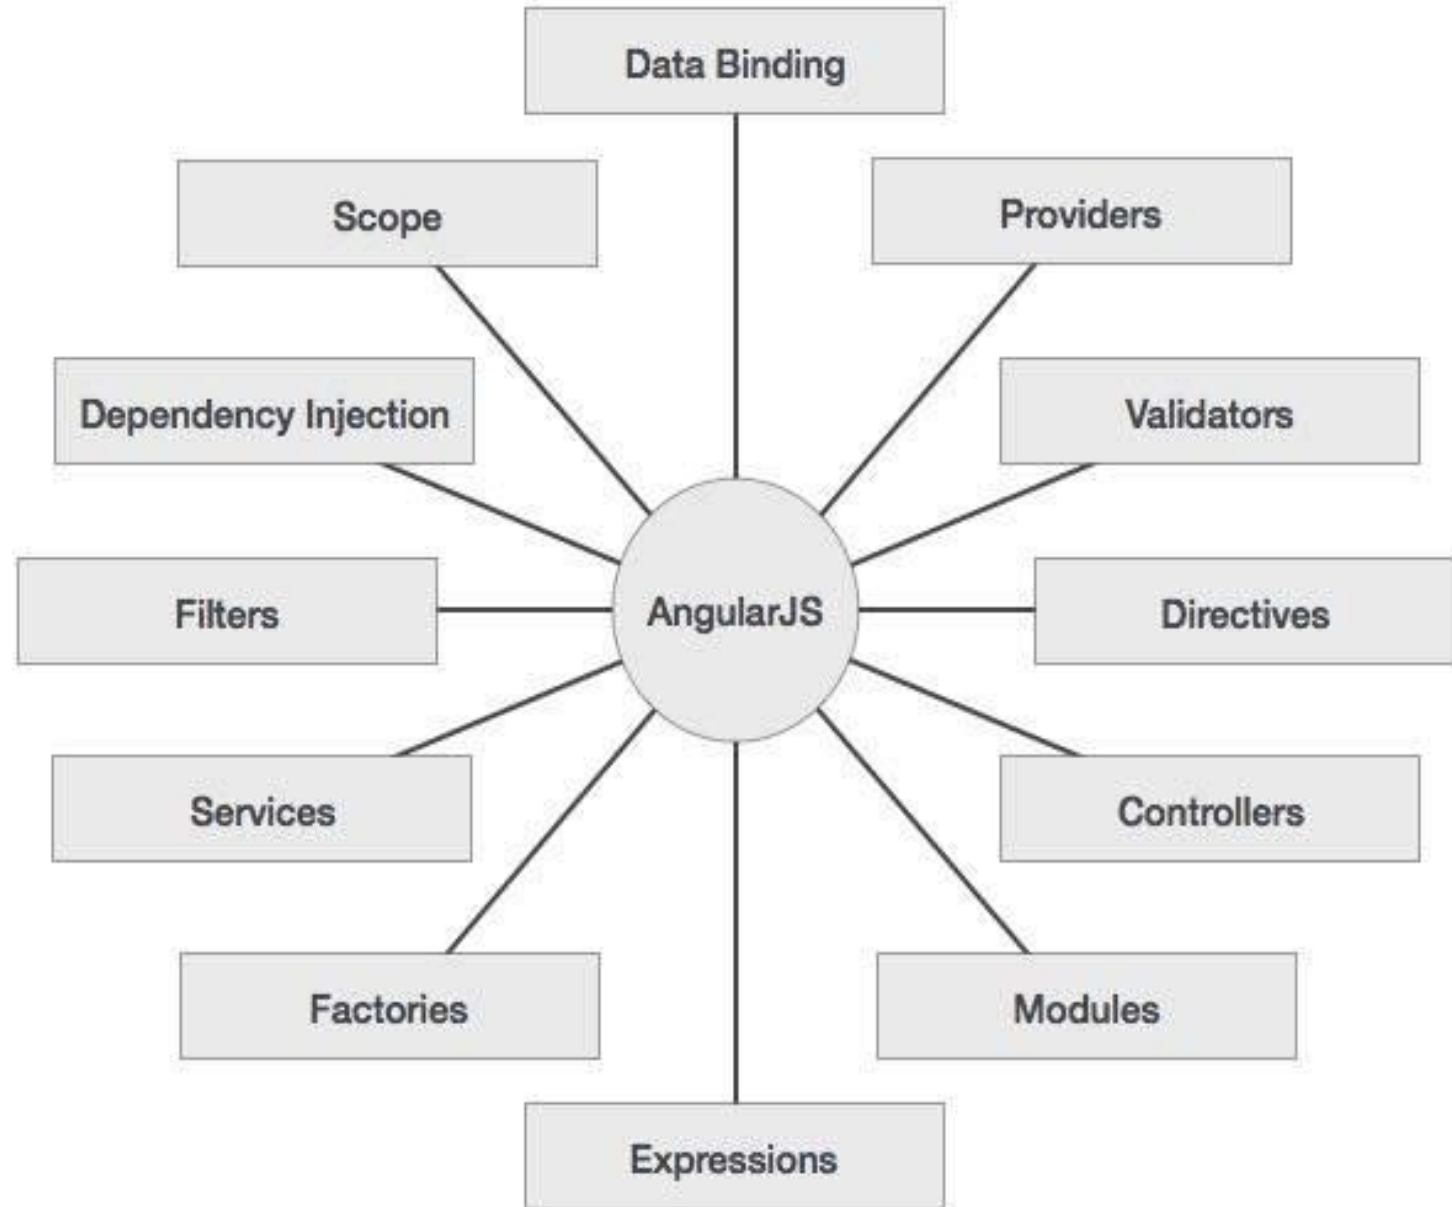 Data Binding
Scope
Providers
Dependency Injection
Validators
Filters
AngularJS
Directives
Services
Controllers
Factories
Modules
Expressions